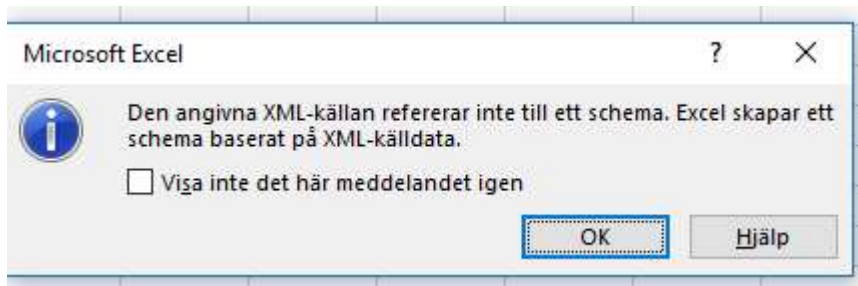 Microsoft Excel
Den angivna XML-källan refererar inte till ett schema. Excel skapar ett
schema baserat på XML-källdata.
Visa inte det här meddelandet igen
OK
Hjälp